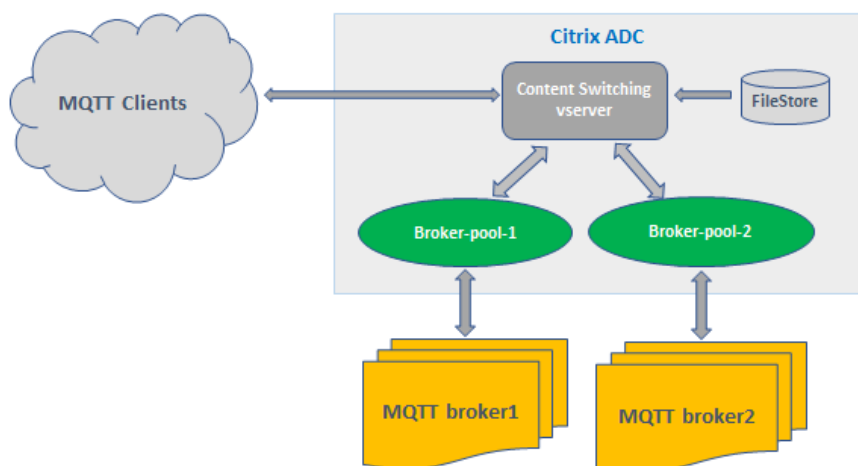 Citrix ADC
MQTT Clients
Content Switching
vserver
FileStore
Broker-pool-1
Broker-pool-2
MQTT broker1
MQTT broker2